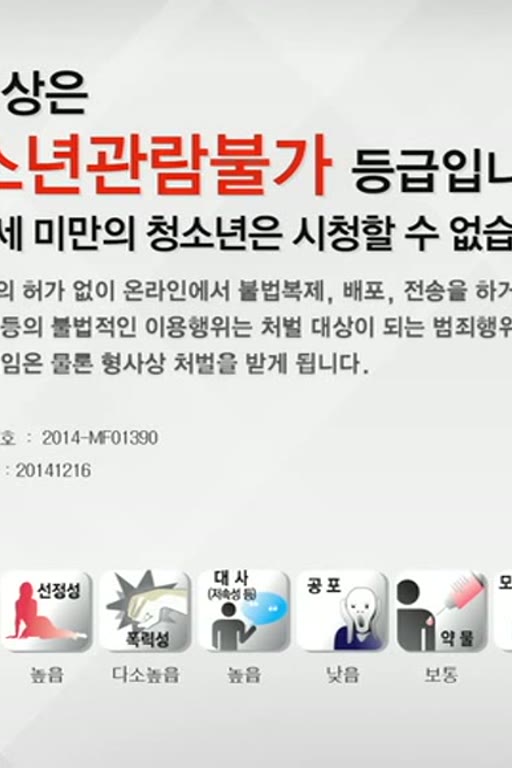 상은
소년관람불가 등급입니
세 미만의 청소년은 시청할 수 없습
의 허가 없이 온라인에서 불법복제, 배포, 전송을 하거
등의 불법적인 이용행위는 처벌 대상이 되는 범죄행위
임은 물론 형사상 처벌을 받게 됩니다.
호 : 2014-MF01390
: 20141216
선정성 폭력성 대사 (저속성 등) 공포 약물 모
높음 다소높음 높음 낮음 보통